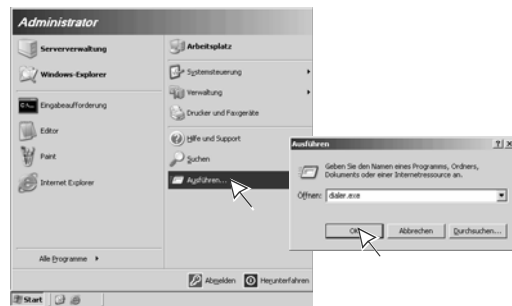 Administrator
Serververwaltung
Windows-Explorer
Eingabeaufforderung
Editor
Paint
Internet Explorer
Alle Programme
Arbeitsplatz
Systemsteuerung
Verwaltung
Drucker und Faxgeräte
Hilfe und Support
Suchen
Ausführen...
Abmelden
Herunterfahren
Start
Ausführen
Geben Sie den Namen eines Programms, Ordners,
Dokuments oder einer Internetressource an.
Öffnen: dialer.exe
OK
Abbrechen
Durchsuchen...